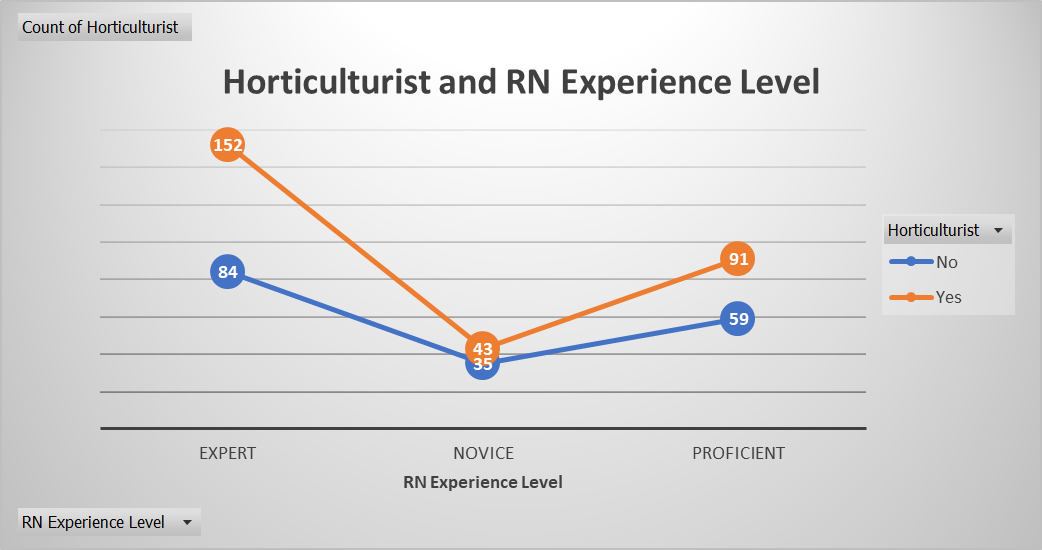 Count of Horticulturist
Horticulturist and RN Experience Level
152
84
43
35
91
59
Horticulturist
No
Yes
EXPERT NOVICE PROFICIENT
RN Experience Level
RN Experience Level